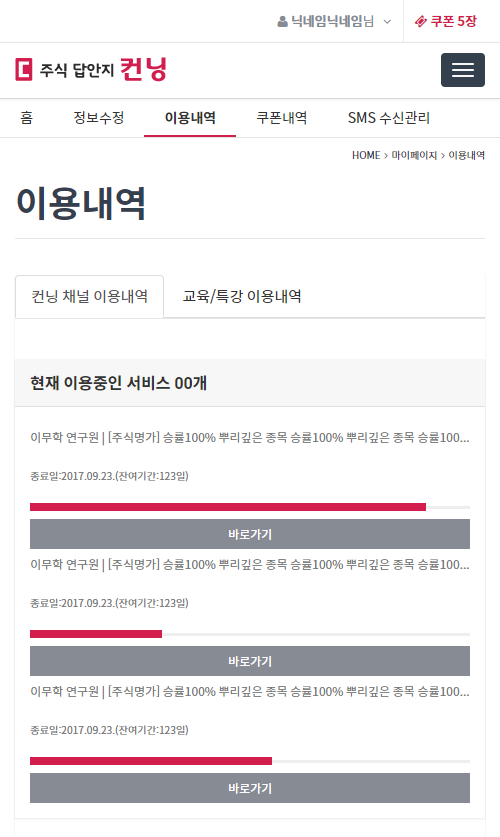 닉네임닉네임님 쿠폰 5장
주식 답안지 컨닝
홈 정보수정 이용내역 쿠폰내역 SMS 수신관리
HOME > 마이페이지 > 이용내역
이용내역
컨닝 채널 이용내역 교육/특강 이용내역
현재 이용중인 서비스 00개
이무학 연구원 | [주식명가] 승률100% 뿌리깊은 종목 승률100% 뿌리깊은 종목 승률100...
종료일:2017.09.23.(잔여기간:123일)
바로가기
이무학 연구원 | [주식명가] 승률100% 뿌리깊은 종목 승률100% 뿌리깊은 종목 승률100...
종료일:2017.09.23.(잔여기간:123일)
바로가기
이무학 연구원 | [주식명가] 승률100% 뿌리깊은 종목 승률100% 뿌리깊은 종목 승률100...
종료일:2017.09.23.(잔여기간:123일)
바로가기